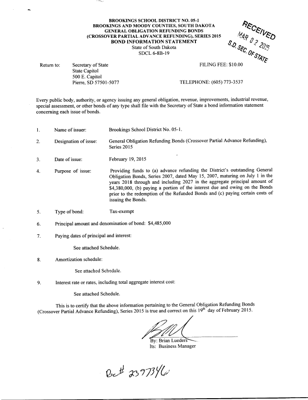 BROOKINGS SCHOOL DISTRICT NO. 05-1
BROOKINGS AND MOODY COUNTIES, SOUTH DAKOTA
GENERAL OBLIGATION REFUNDING BONDS
(CROSSOVER PARTIAL ADVANCE REFUNDING), SERIES 2015
BOND INFORMATION STATEMENT
State of South Dakota
SDCL 6-8B-19
RECEIVED
MAR 02 2015
S.D. SEC. OF STATE
Return to: Secretary of State FILING FEE: $10.00
State Capitol
500 E. Capitol
Pierre, SD 57501-5077 TELEPHONE: (605) 773-3537
Every public body, authority, or agency issuing any general obligation, revenue, improvements, industrial revenue,
special assessment, or other bonds of any type shall file with the Secretary of State a bond information statement
concerning each issue of bonds.
1. Name of issuer: Brookings School District No. 05-1.
2. Designation of issue: General Obligation Refunding Bonds (Crossover Partial Advance Refunding),
Series 2015
3. Date of issue: February 19, 2015
4. Purpose of issue: Providing funds to (a) advance refunding the District's outstanding General
Obligation Bonds, Series 2007, dated May 15, 2007, maturing on July 1 in the
years 2018 through and including 2027 in the aggregate principal amount of
$4,380,000, (b) paying a portion of the interest due and owing on the Bonds
prior to the redemption of the Refunded Bonds and (c) paying certain costs of
issuing the Bonds.
5. Type of bond: Tax-exempt
6. Principal amount and denomination of bond: $4,485,000
7. Paying dates of principal and interest:
See attached Schedule.
8. Amortization schedule:
See attached Schedule.
9. Interest rate or rates, including total aggregate interest cost:
See attached Schedule.
This is to certify that the above information pertaining to the General Obligation Refunding Bonds
(Crossover Partial Advance Refunding), Series 2015 is true and correct on this 19th day of February 2015.
By: Brian Lueders
Its: Business Manager
2377346